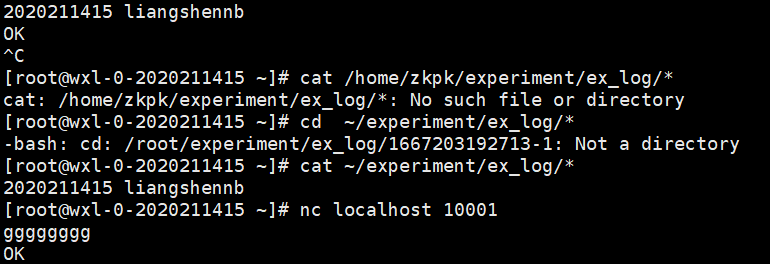 2020211415 liangshennb
OK
^C
[root@wxl-0-2020211415 ~]# cat /home/zkpk/experiment/ex_log/*
cat: /home/zkpk/experiment/ex_log/*: No such file or directory
[root@wxl-0-2020211415 ~]# cd  ~/experiment/ex_log/*
-bash: cd: /root/experiment/ex_log/1667203192713-1: Not a directory
[root@wxl-0-2020211415 ~]# cat ~/experiment/ex_log/*
2020211415 liangshennb
[root@wxl-0-2020211415 ~]# nc localhost 10001
gggggggg
OK